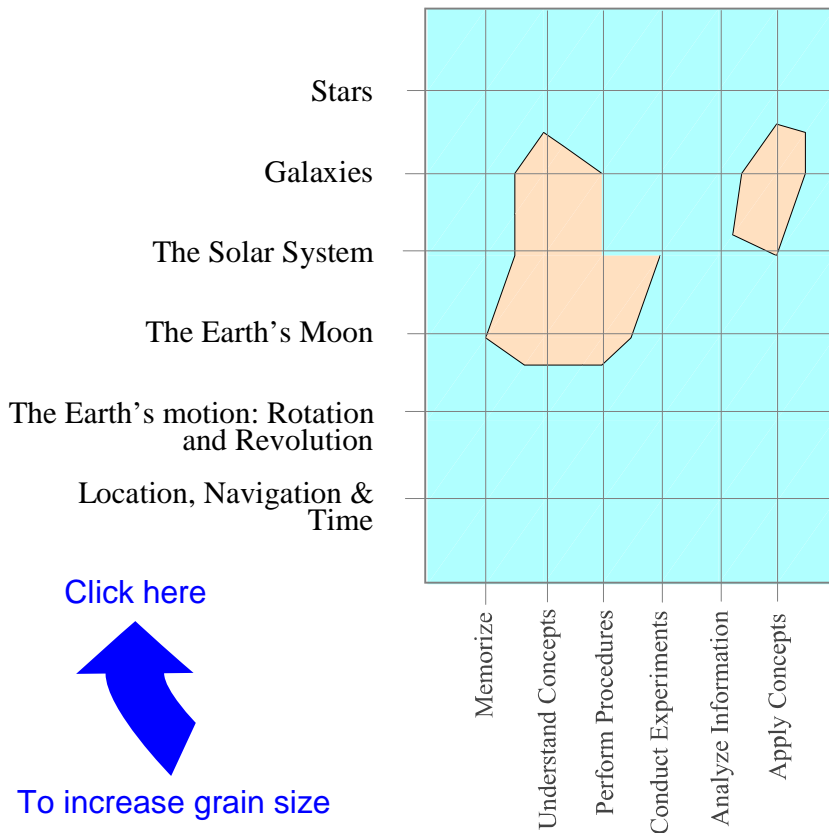 Stars
Galaxies
The Solar System
The Earth's Moon
The Earth's motion: Rotation
and Revolution
Location, Navigation &
Time
Click here
To increase grain size
Memorize
Understand Concepts
Perform Procedures
Conduct Experiments
Analyze Information
Apply Concepts